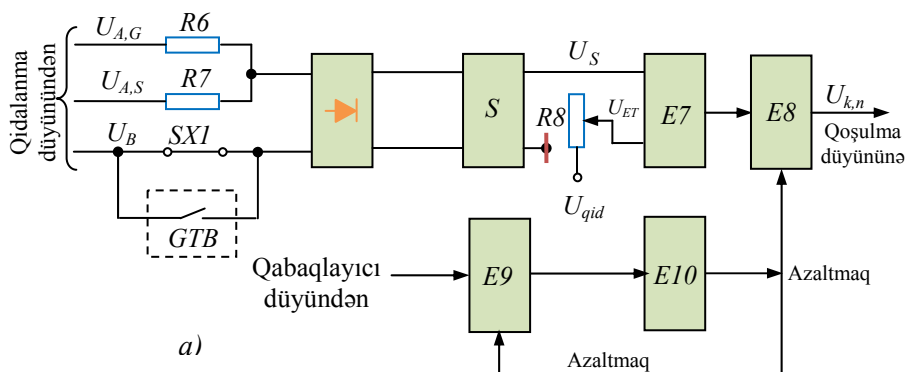 Qidalanma
düyünündən
U_{A,G}
R6
U_{A,S}
R7
U_B
SX1
GTB
S
U_S
R8
U_{ET}
U_{qid}
E7
E8
U_{k,n}
Qoşulma
düyününə
Qabaqlayıcı
düyündən
E9
E10
Azaltmaq
Azaltmaq
a)